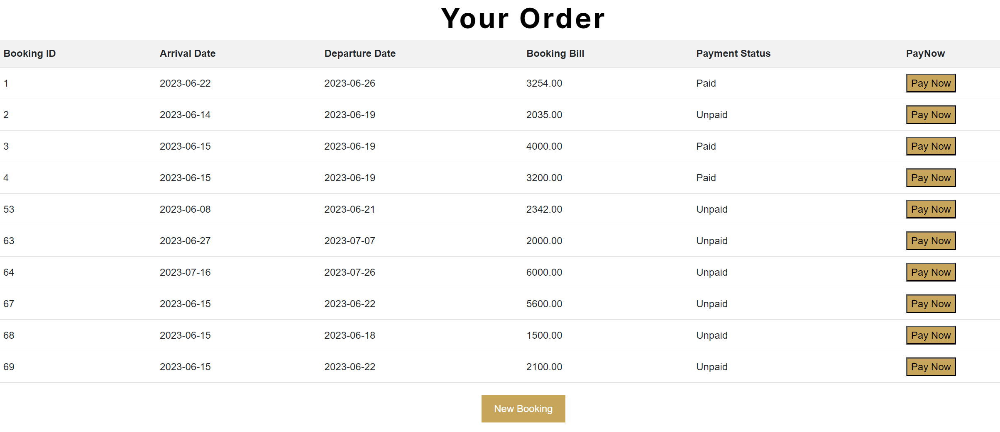 Your Order
Booking ID Arrival Date Departure Date Booking Bill Payment Status PayNow
1 2023-06-22 2023-06-26 3254.00 Paid Pay Now
2 2023-06-14 2023-06-19 2035.00 Unpaid Pay Now
3 2023-06-15 2023-06-19 4000.00 Paid Pay Now
4 2023-06-15 2023-06-19 3200.00 Paid Pay Now
53 2023-06-08 2023-06-21 2342.00 Unpaid Pay Now
63 2023-06-27 2023-07-07 2000.00 Unpaid Pay Now
64 2023-07-16 2023-07-26 6000.00 Unpaid Pay Now
67 2023-06-15 2023-06-22 5600.00 Unpaid Pay Now
68 2023-06-15 2023-06-18 1500.00 Unpaid Pay Now
69 2023-06-15 2023-06-22 2100.00 Unpaid Pay Now
New Booking